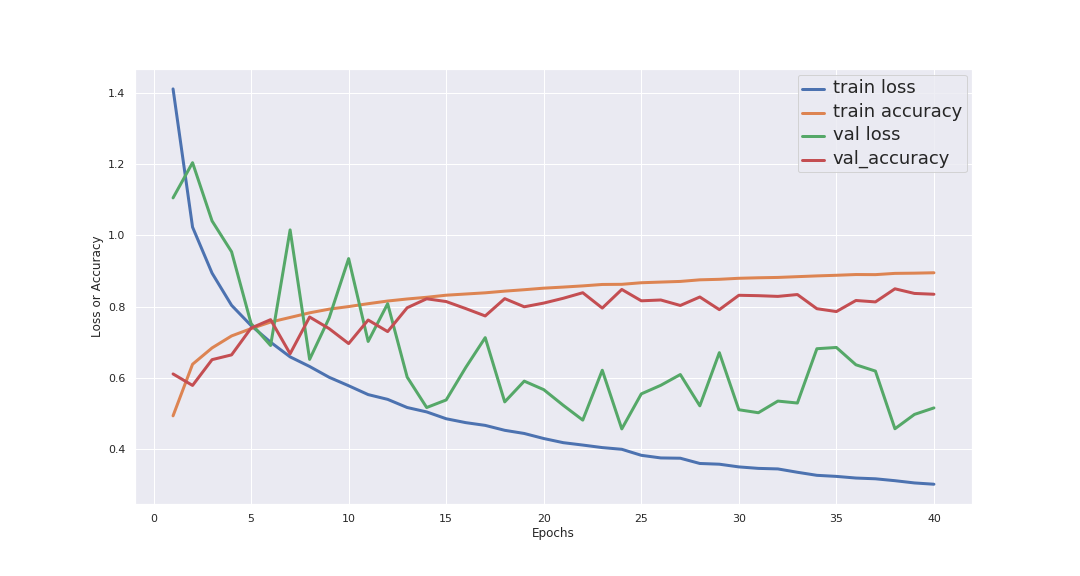 train loss
train accuracy
val loss
val_accuracy
1.4
1.2
1.0
0.8
0.6
0.4
Loss or Accuracy
0 5 10 15 20 25 30 35 40
Epochs